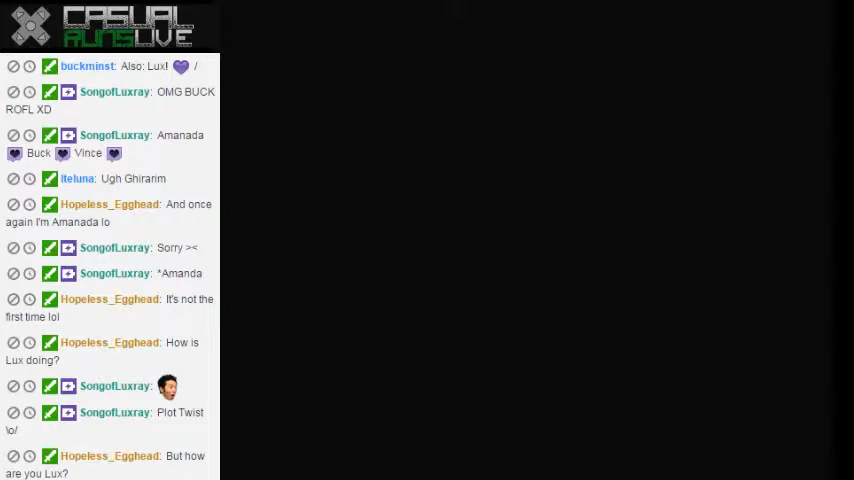 CASUAL
RUNSLIVE
buckminst: Also: Lux! /
SongofLuxray: OMG BUCK
ROFL XD
SongofLuxray: Amanada
Buck Vince
Iteluna: Ugh Ghirarim
Hopeless_Egghead: And once
again I'm Amanada lo
SongofLuxray: Sorry ><
SongofLuxray: *Amanda
Hopeless_Egghead: It's not the
first time lol
Hopeless_Egghead: How is
Lux doing?
SongofLuxray:
SongofLuxray: Plot Twist
\o/
Hopeless_Egghead: But how
are you Lux?